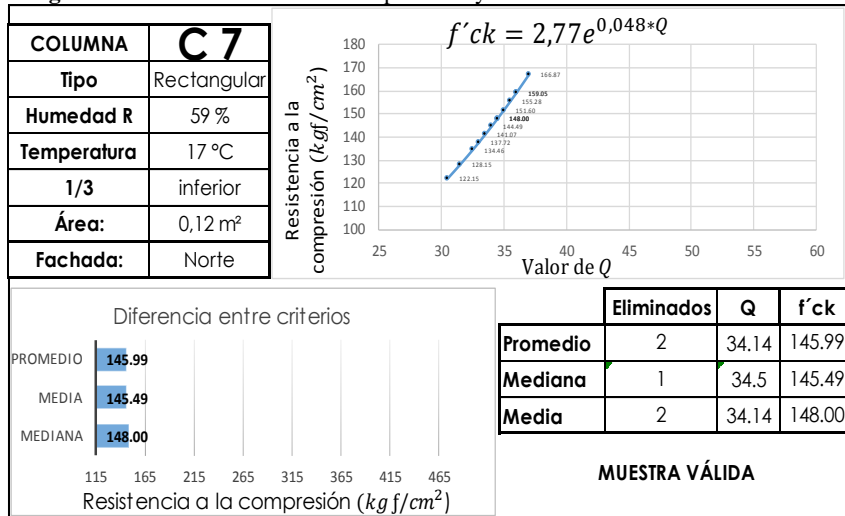 COLUMNA C 7
Tipo Rectangular
Humedad R 59 %
Temperatura 17 °C
1/3 inferior
Área: 0,12 m²
Fachada: Norte
f´ck = 2,77e^{0,048*Q}
Resistencia a la
compresión (kgf/cm²)
180
170
160
150
140
130
120
110
100
166.87
159.05
155.28
151.60
148.00
144.49
141.07
137.72
134.46
128.15
122.15
25 30 35 40 45 50 55 60
Valor de Q
Diferencia entre criterios
PROMEDIO 145.99
MEDIA 145.49
MEDIANA 148.00
115 165 215 265 315 365 415 465
Resistencia a la compresión (kg f/cm²)
Eliminados Q f´ck
Promedio 2 34.14 145.99
Mediana 1 34.5 145.49
Media 2 34.14 148.00
MUESTRA VÁLIDA